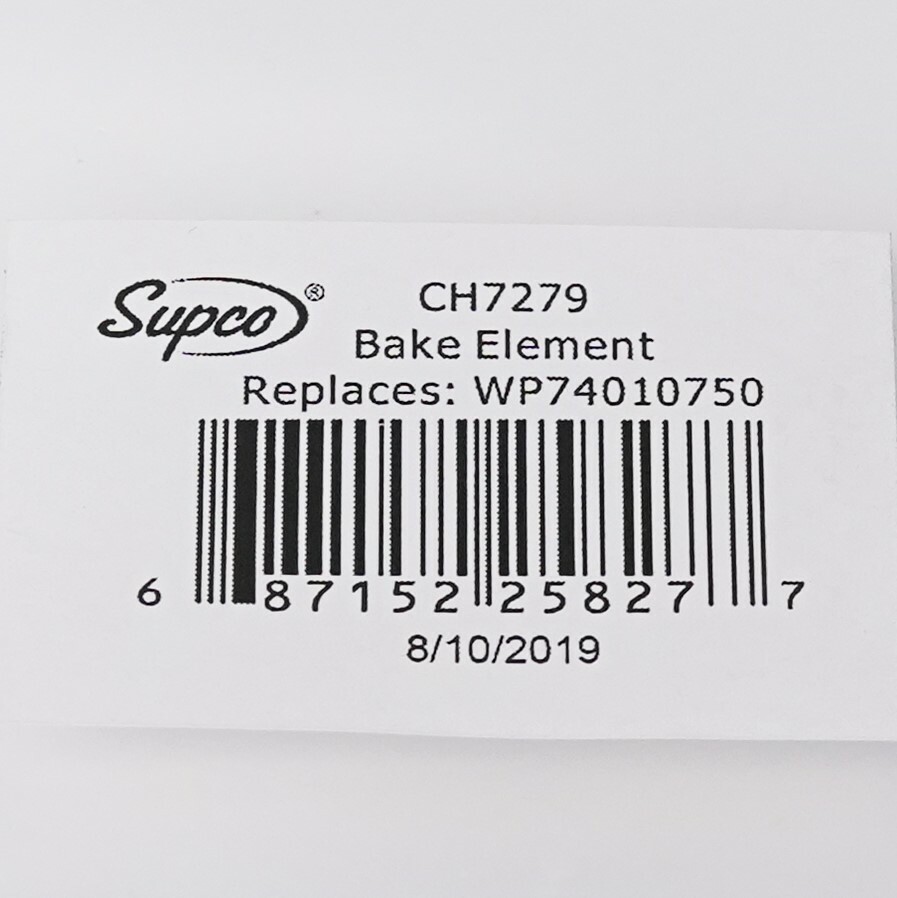 Supco®
CH7279
Bake Element
Replaces: WP74010750
6 87152 25827 7
8/10/2019